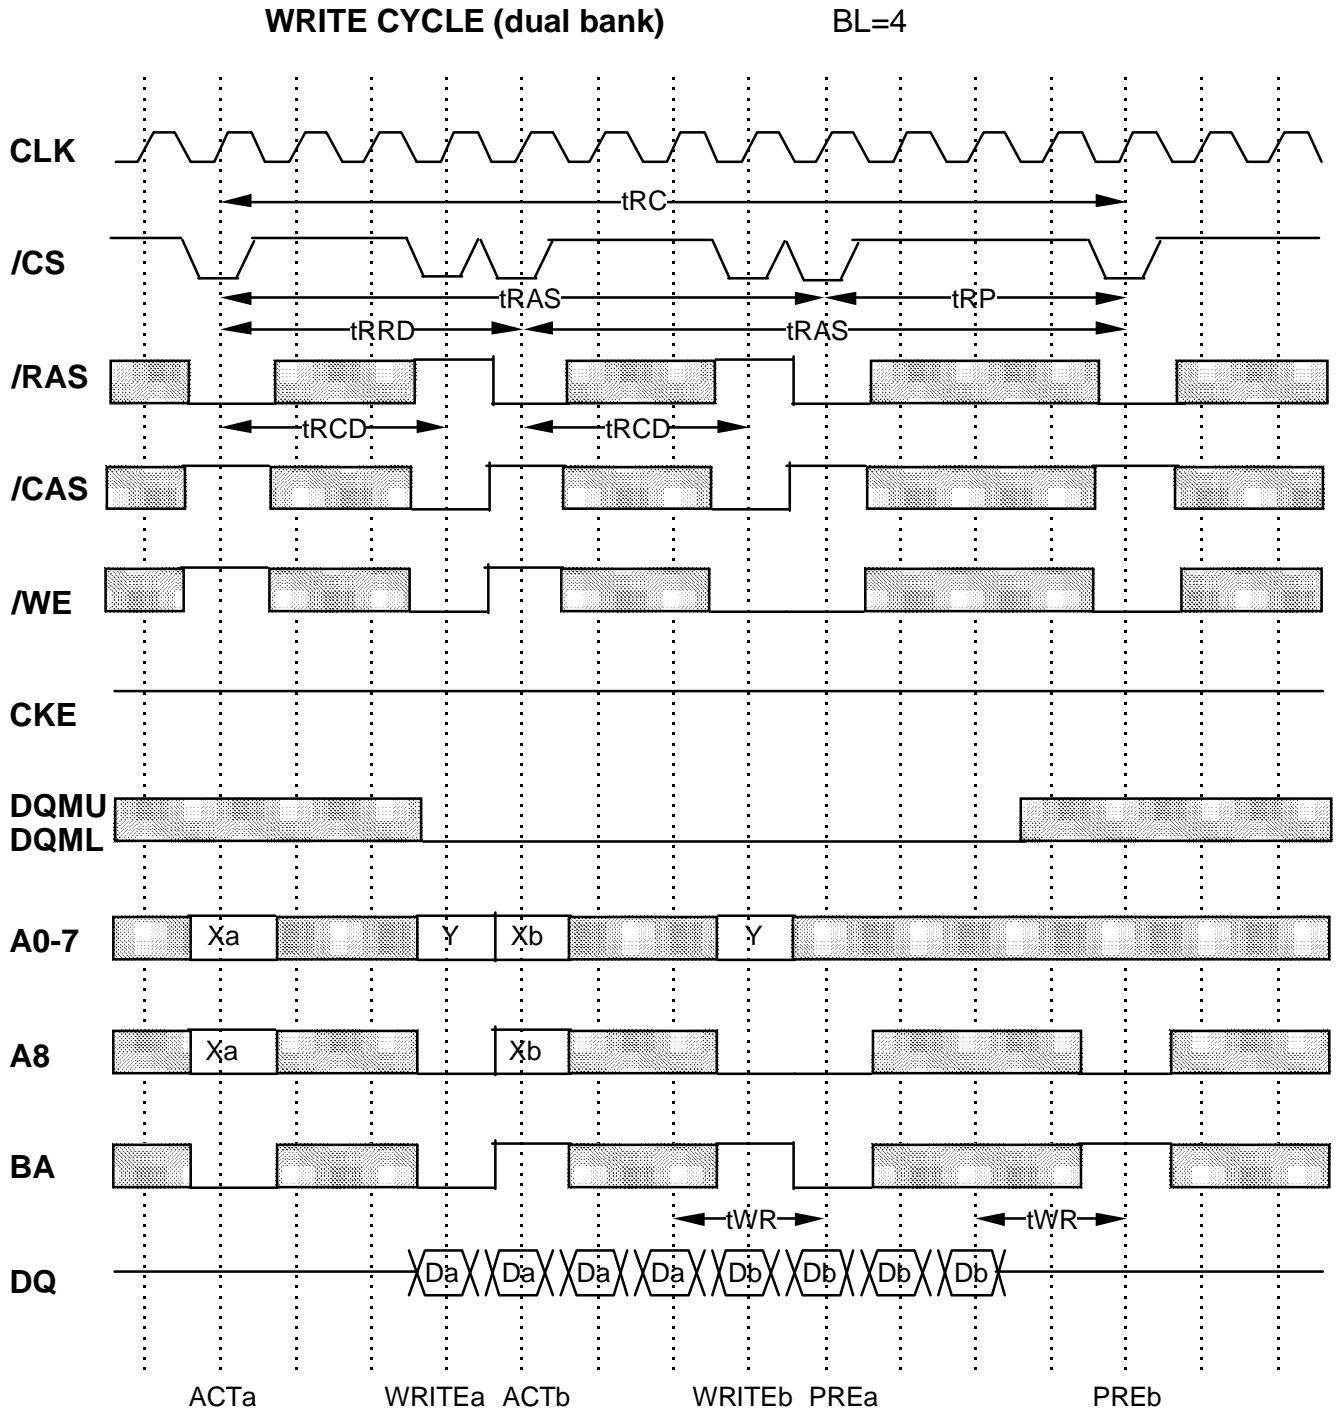 WRITE CYCLE (dual bank) BL=4
CLK
tRC
/CS
tRAS tRP
tRRD tRAS
/RAS
tRCD tRCD
/CAS
/WE
CKE
DQMU
DQML
A0-7 Xa Y Xb Y
A8 Xa Xb
BA
tWR tWR
DQ Da Da Da Da Db Db Db Db
ACTa WRITEa ACTb WRITEb PREa PREb